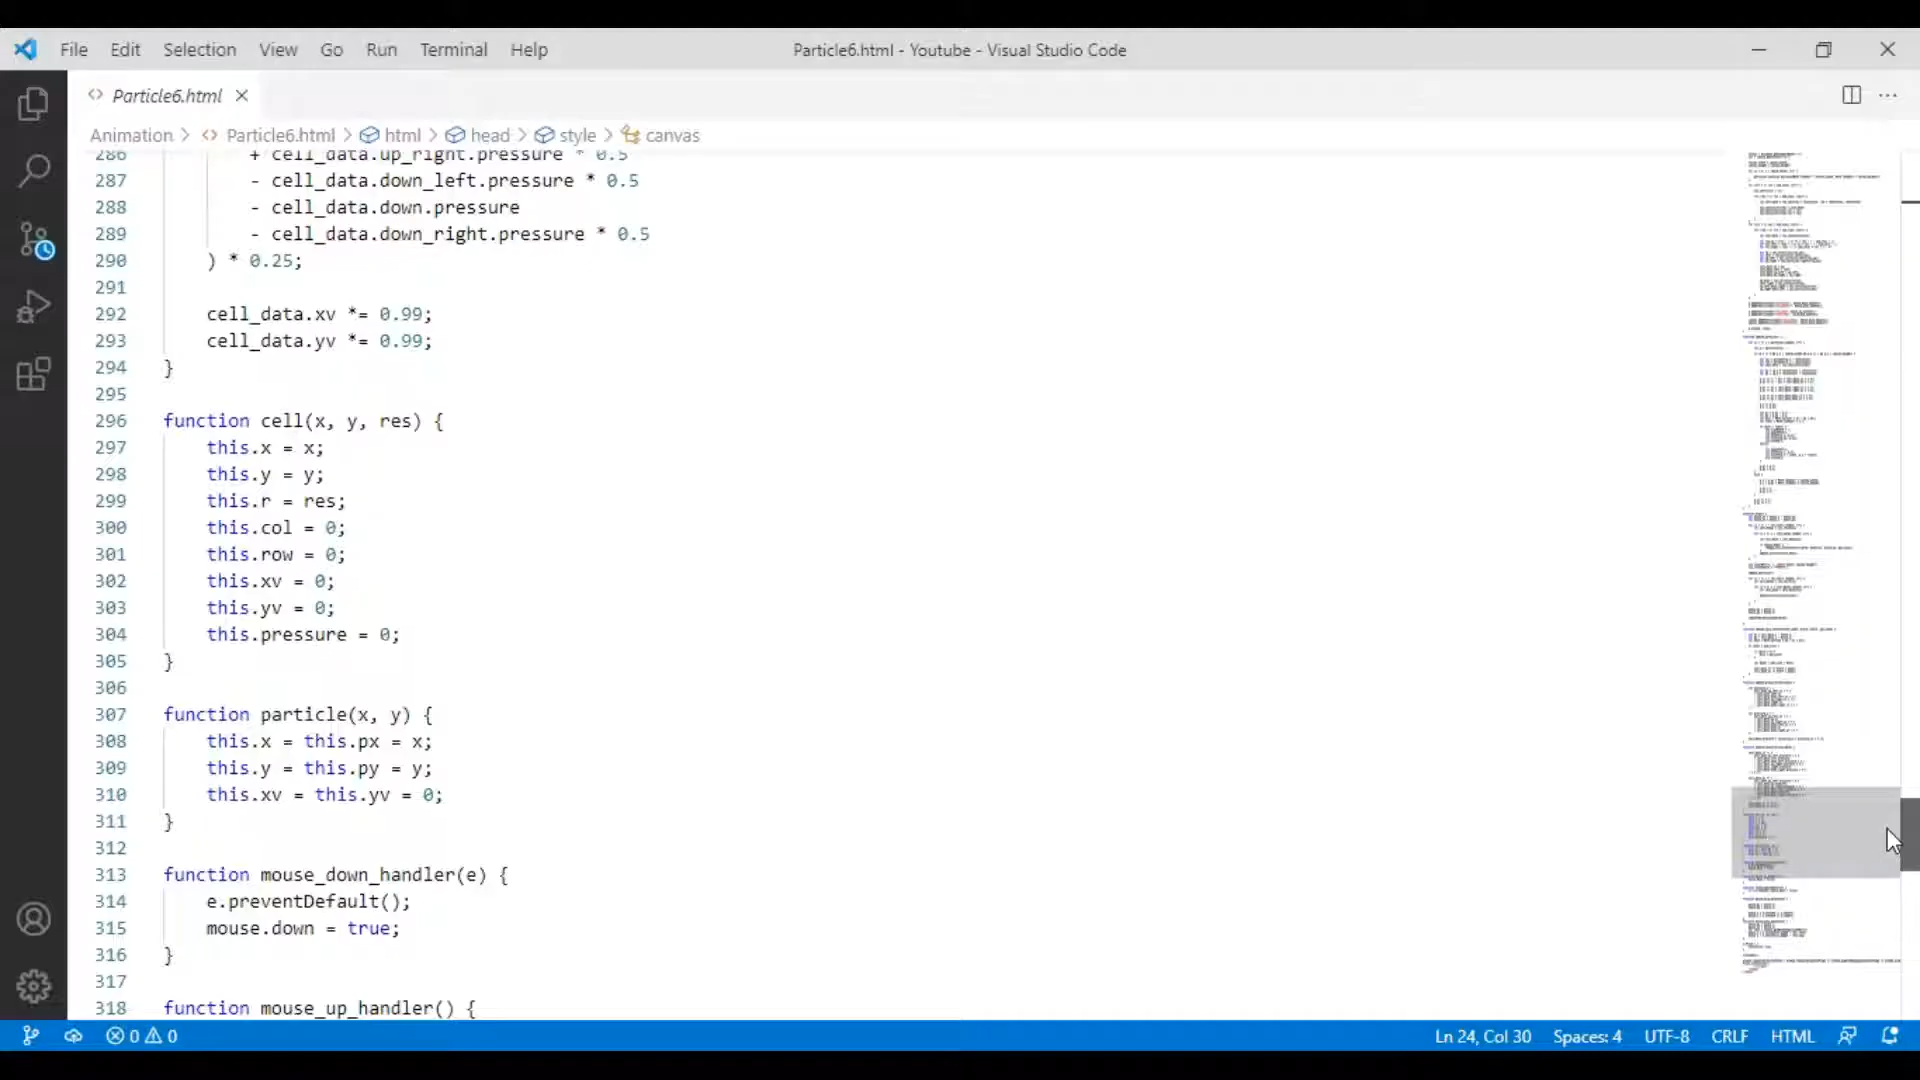 File Edit Selection View Go Run Terminal Help
Particle6.html - Youtube - Visual Studio Code
Particle6.html
Animation > Particle6.html > html > head > style > canvas
286 + cell_data.up_right.pressure * 0.5
287 - cell_data.down_left.pressure * 0.5
288 - cell_data.down.pressure
289 - cell_data.down_right.pressure * 0.5
290 ) * 0.25;
291
292 cell_data.xv *= 0.99;
293 cell_data.yv *= 0.99;
294 }
295
296 function cell(x, y, res) {
297 this.x = x;
298 this.y = y;
299 this.r = res;
300 this.col = 0;
301 this.row = 0;
302 this.xv = 0;
303 this.yv = 0;
304 this.pressure = 0;
305 }
306
307 function particle(x, y) {
308 this.x = this.px = x;
309 this.y = this.py = y;
310 this.xv = this.yv = 0;
311 }
312
313 function mouse_down_handler(e) {
314 e.preventDefault();
315 mouse.down = true;
316 }
317
318 function mouse_up_handler() {
0 0 Ln 24, Col 30 Spaces: 4 UTF-8 CRLF HTML